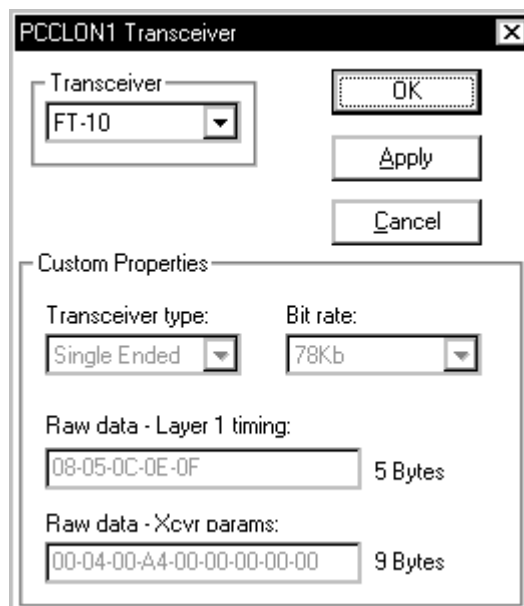 PCCLON1 Transceiver
Transceiver
FT-10
OK
Apply
Cancel
Custom Properties
Transceiver type:
Bit rate:
Single Ended
78Kb
Raw data - Layer 1 timing:
08-05-0C-0E-0F
5 Bytes
Raw data - Xcvr params:
00-04-00-A4-00-00-00-00-00
9 Bytes